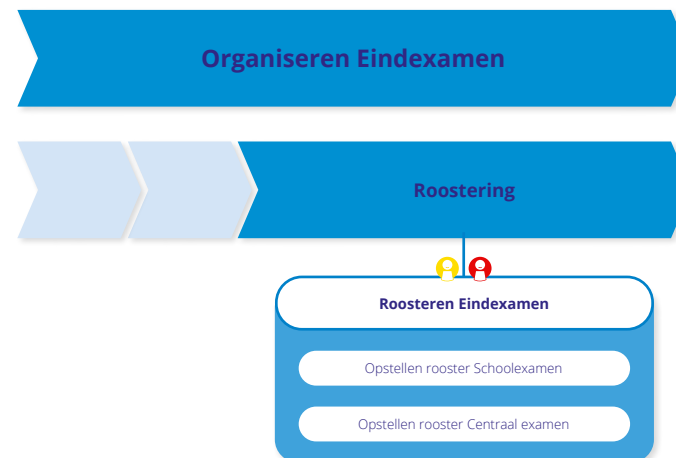 Organiseren Eindexamen
Roostering
Roosteren Eindexamen
Opstellen rooster Schoolexamen
Opstellen rooster Centraal examen